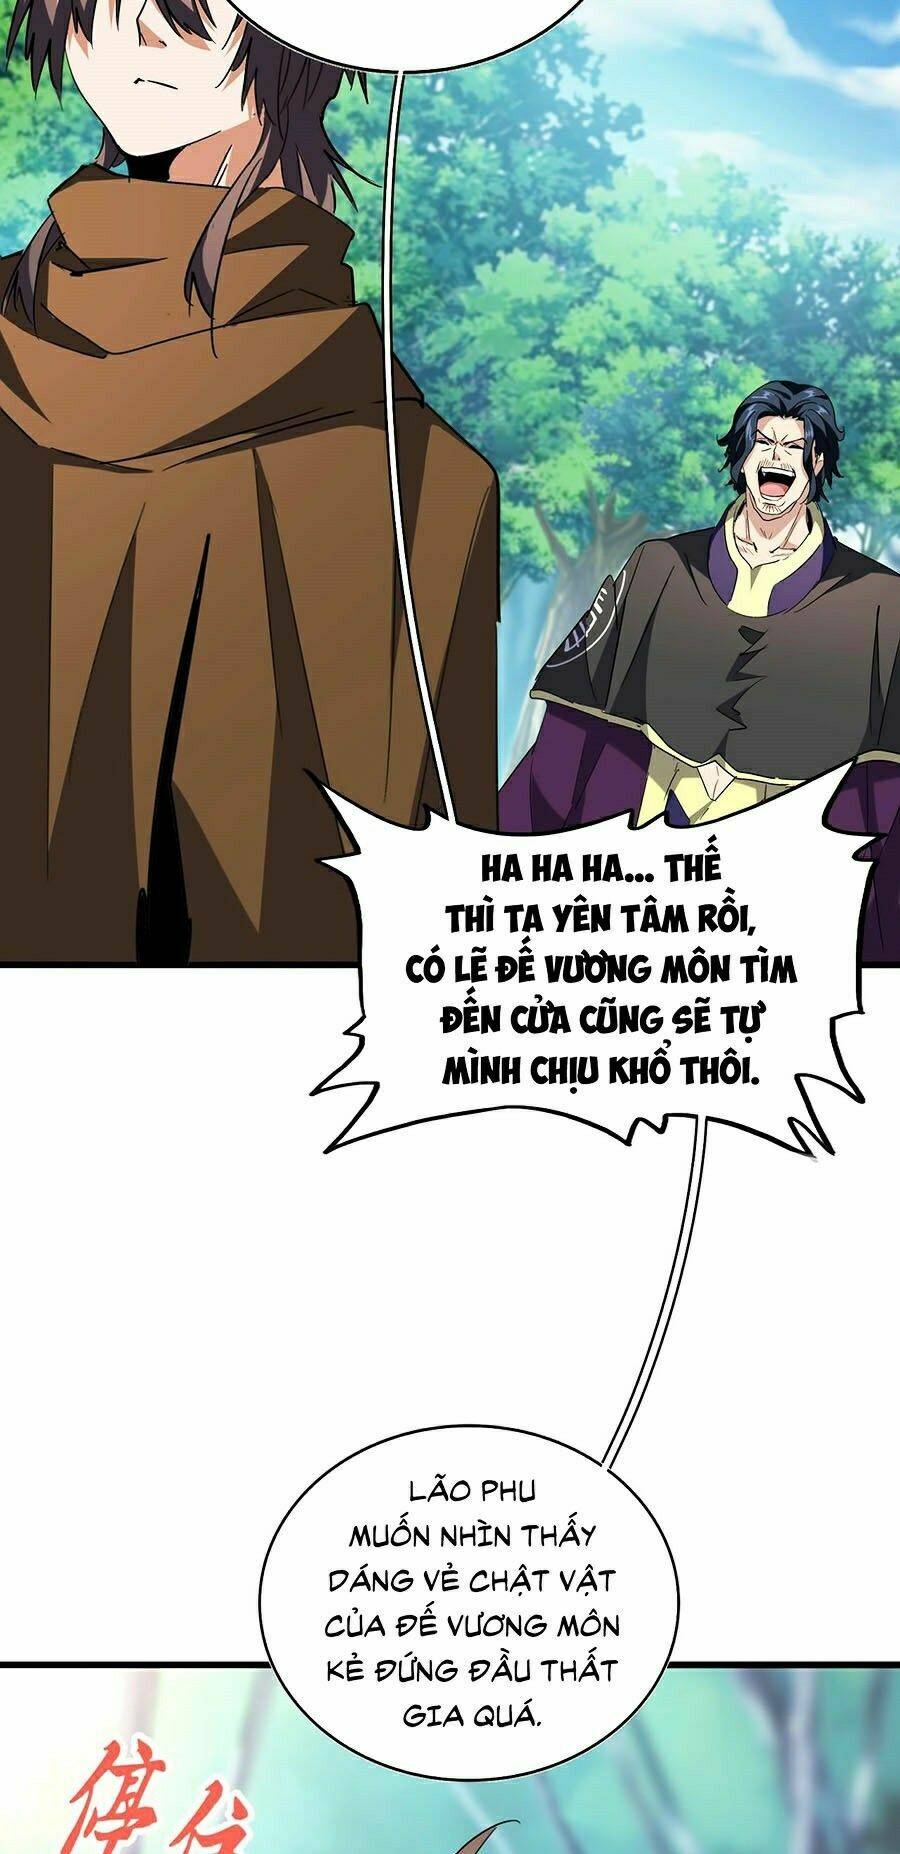 HA HA HA... THẾ
THÌ TA YÊN TÂM RỒI,
CÓ LẼ ĐẾ VƯƠNG MÔN TÌM
ĐẾN CỬA CŨNG SẼ TỰ
MÌNH CHỊU KHỔ THÔI.
LÃO PHU
MUỐN NHÌN THẤY
DÁNG VẺ CHẬT VẬT
CỦA ĐẾ VƯƠNG MÔN
KẺ ĐỨNG ĐẦU THẤT
GIA QUÁ.
停住